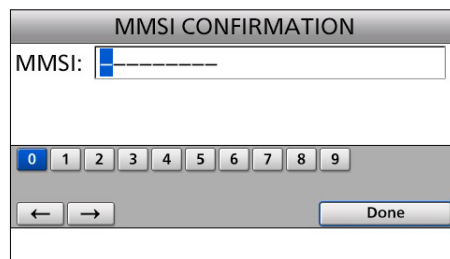 MMSI CONFIRMATION
MMSI: ---------
0 1 2 3 4 5 6 7 8 9
← →  Done